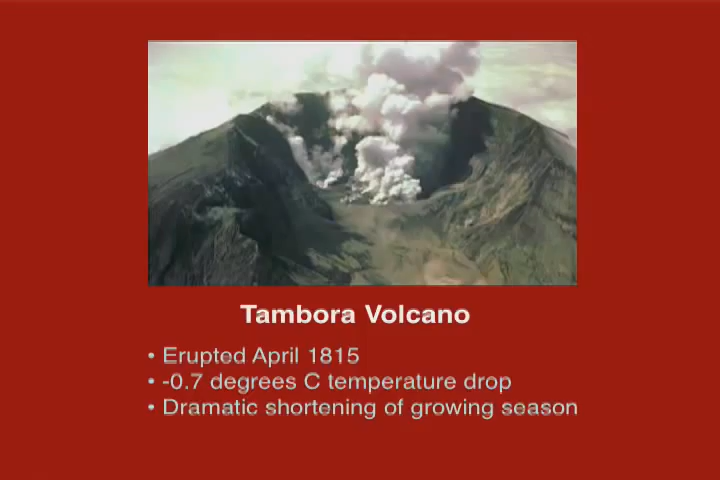 Tambora Volcano
• Erupted April 1815
• -0.7 degrees C temperature drop
• Dramatic shortening of growing season